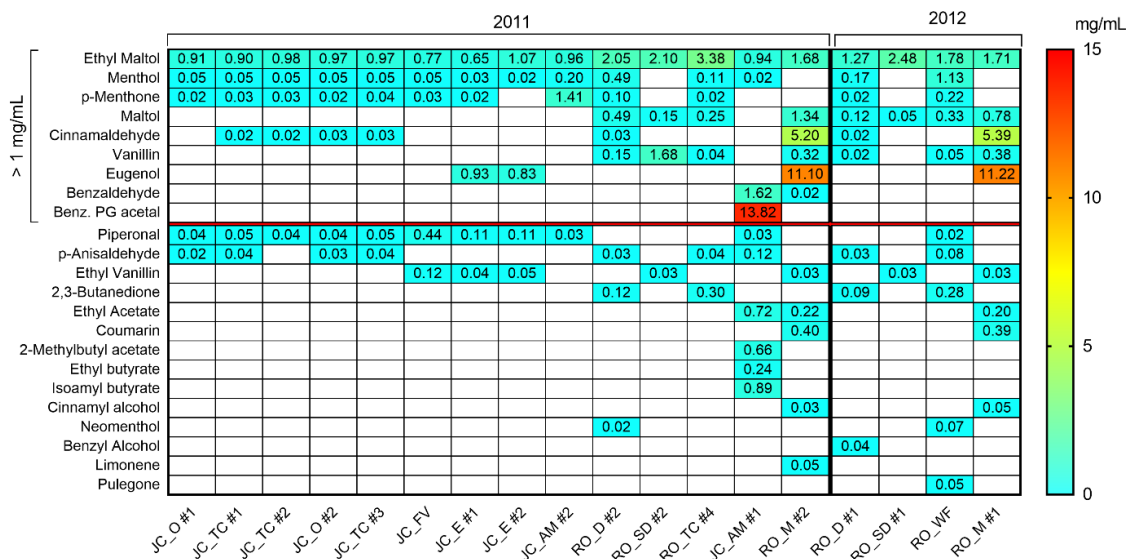 2011
2012
mg/mL
> 1 mg/mL
Ethyl Maltol 0.91 0.90 0.98 0.97 0.97 0.77 0.65 1.07 0.96 2.05 2.10 3.38 0.94 1.68 1.27 2.48 1.78 1.71
Menthol 0.05 0.05 0.05 0.05 0.05 0.05 0.03 0.02 0.20 0.49 0.11 0.02 0.17 1.13
p-Menthone 0.02 0.03 0.03 0.02 0.04 0.03 0.02 1.41 0.10 0.02 0.02 0.22
Maltol 0.49 0.15 0.25 1.34 0.12 0.05 0.33 0.78
Cinnamaldehyde 0.02 0.02 0.03 0.03 0.03 5.20 0.02 5.39
Vanillin 0.15 1.68 0.04 0.32 0.02 0.05 0.38
Eugenol 0.93 0.83 11.10 11.22
Benzaldehyde 1.62 0.02
Benz. PG acetal 13.82
Piperonal 0.04 0.05 0.04 0.04 0.05 0.44 0.11 0.11 0.03 0.03 0.02
p-Anisaldehyde 0.02 0.04 0.03 0.04 0.03 0.04 0.12 0.03 0.08
Ethyl Vanillin 0.12 0.04 0.05 0.03 0.03 0.03 0.03
2,3-Butanedione 0.12 0.30 0.09 0.28
Ethyl Acetate 0.72 0.22 0.20
Coumarin 0.40 0.39
2-Methylbutyl acetate 0.66
Ethyl butyrate 0.24
Isoamyl butyrate 0.89
Cinnamyl alcohol 0.03 0.05
Neomenthol 0.02 0.07
Benzyl Alcohol 0.04
Limonene 0.05
Pulegone 0.05
JC_O #1 JC_TC #1 JC_TC #2 JC_O #2 JC_TC #3 JC_FV JC_E #1 JC_E #2 JC_AM #2 RO_D #2 RO_SD #2 RO_TC #4 JC_AM #1 RO_M #2 RO_D #1 RO_SD #1 RO_WF RO_M #1
15
10
5
0